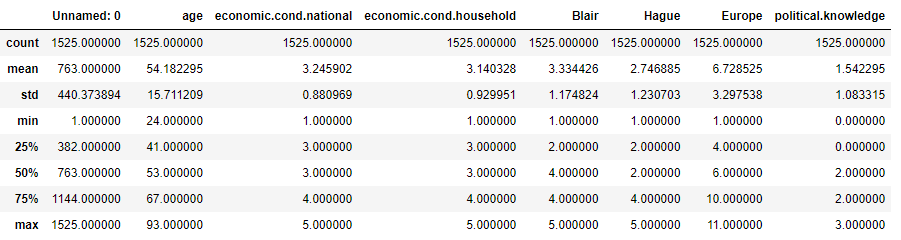 Unnamed: 0 age economic.cond.national economic.cond.household Blair Hague Europe political.knowledge
count 1525.000000 1525.000000 1525.000000 1525.000000 1525.000000 1525.000000 1525.000000 1525.000000
mean 763.000000 54.182295 3.245902 3.140328 3.334426 2.746885 6.728525 1.542295
std 440.373894 15.711209 0.880969 0.929951 1.174824 1.230703 3.297538 1.083315
min 1.000000 24.000000 1.000000 1.000000 1.000000 1.000000 1.000000 0.000000
25% 382.000000 41.000000 3.000000 3.000000 2.000000 2.000000 4.000000 0.000000
50% 763.000000 53.000000 3.000000 3.000000 4.000000 2.000000 6.000000 2.000000
75% 1144.000000 67.000000 4.000000 4.000000 4.000000 4.000000 10.000000 2.000000
max 1525.000000 93.000000 5.000000 5.000000 5.000000 5.000000 11.000000 3.000000